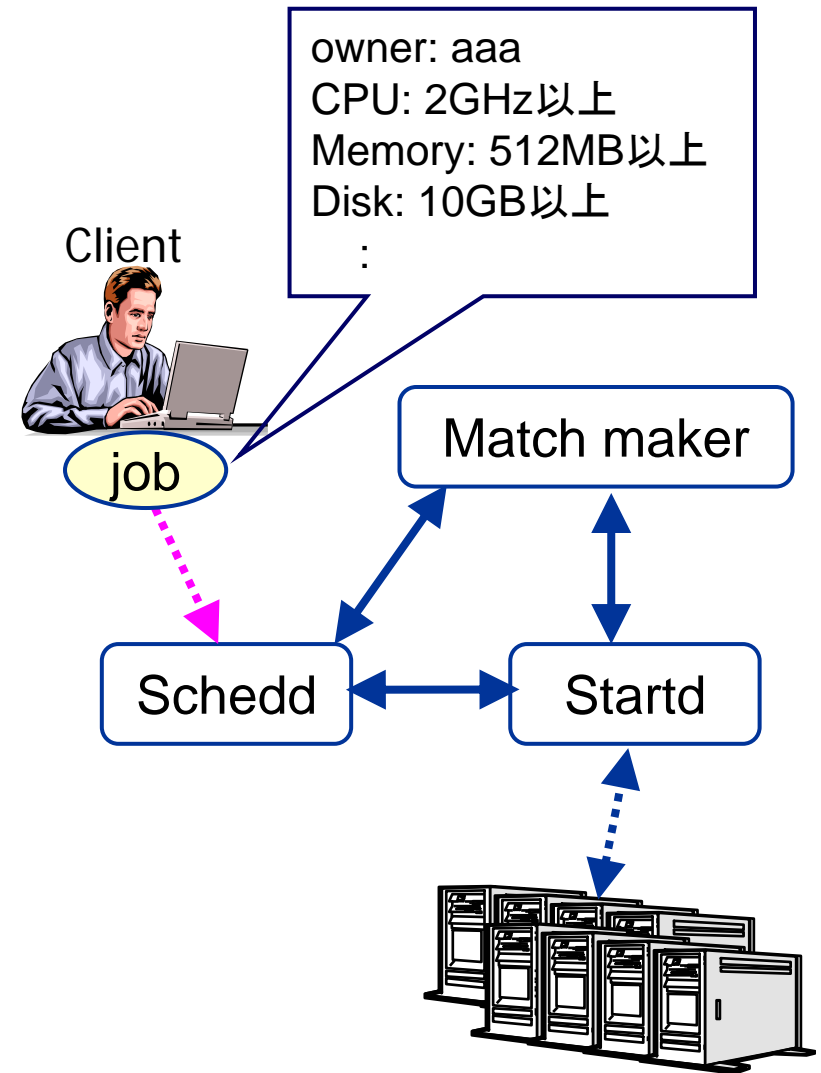 owner: aaa
CPU: 2GHz以上
Memory: 512MB以上
Disk: 10GB以上
:
Client
job
Match maker
Schedd
Startd